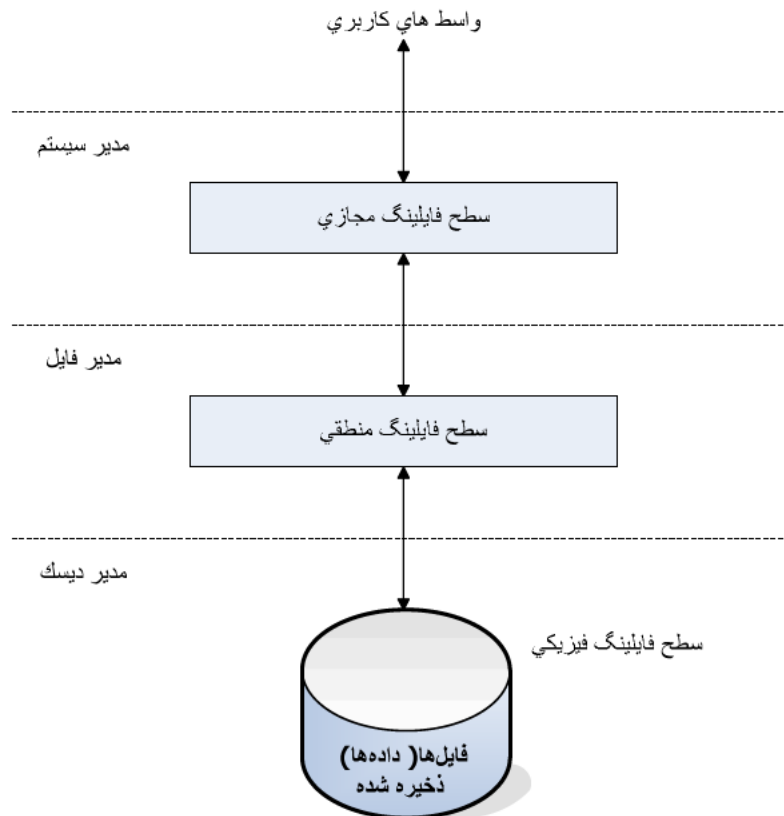 واسط هاي كاربري
مدير سيستم
سطح فايلينگ مجازي
مدير فايل
سطح فايلينگ منطقي
مدير ديسك
سطح فايلينگ فيزيكي
فايل‌ها( داده‌ها)
ذخيره شده